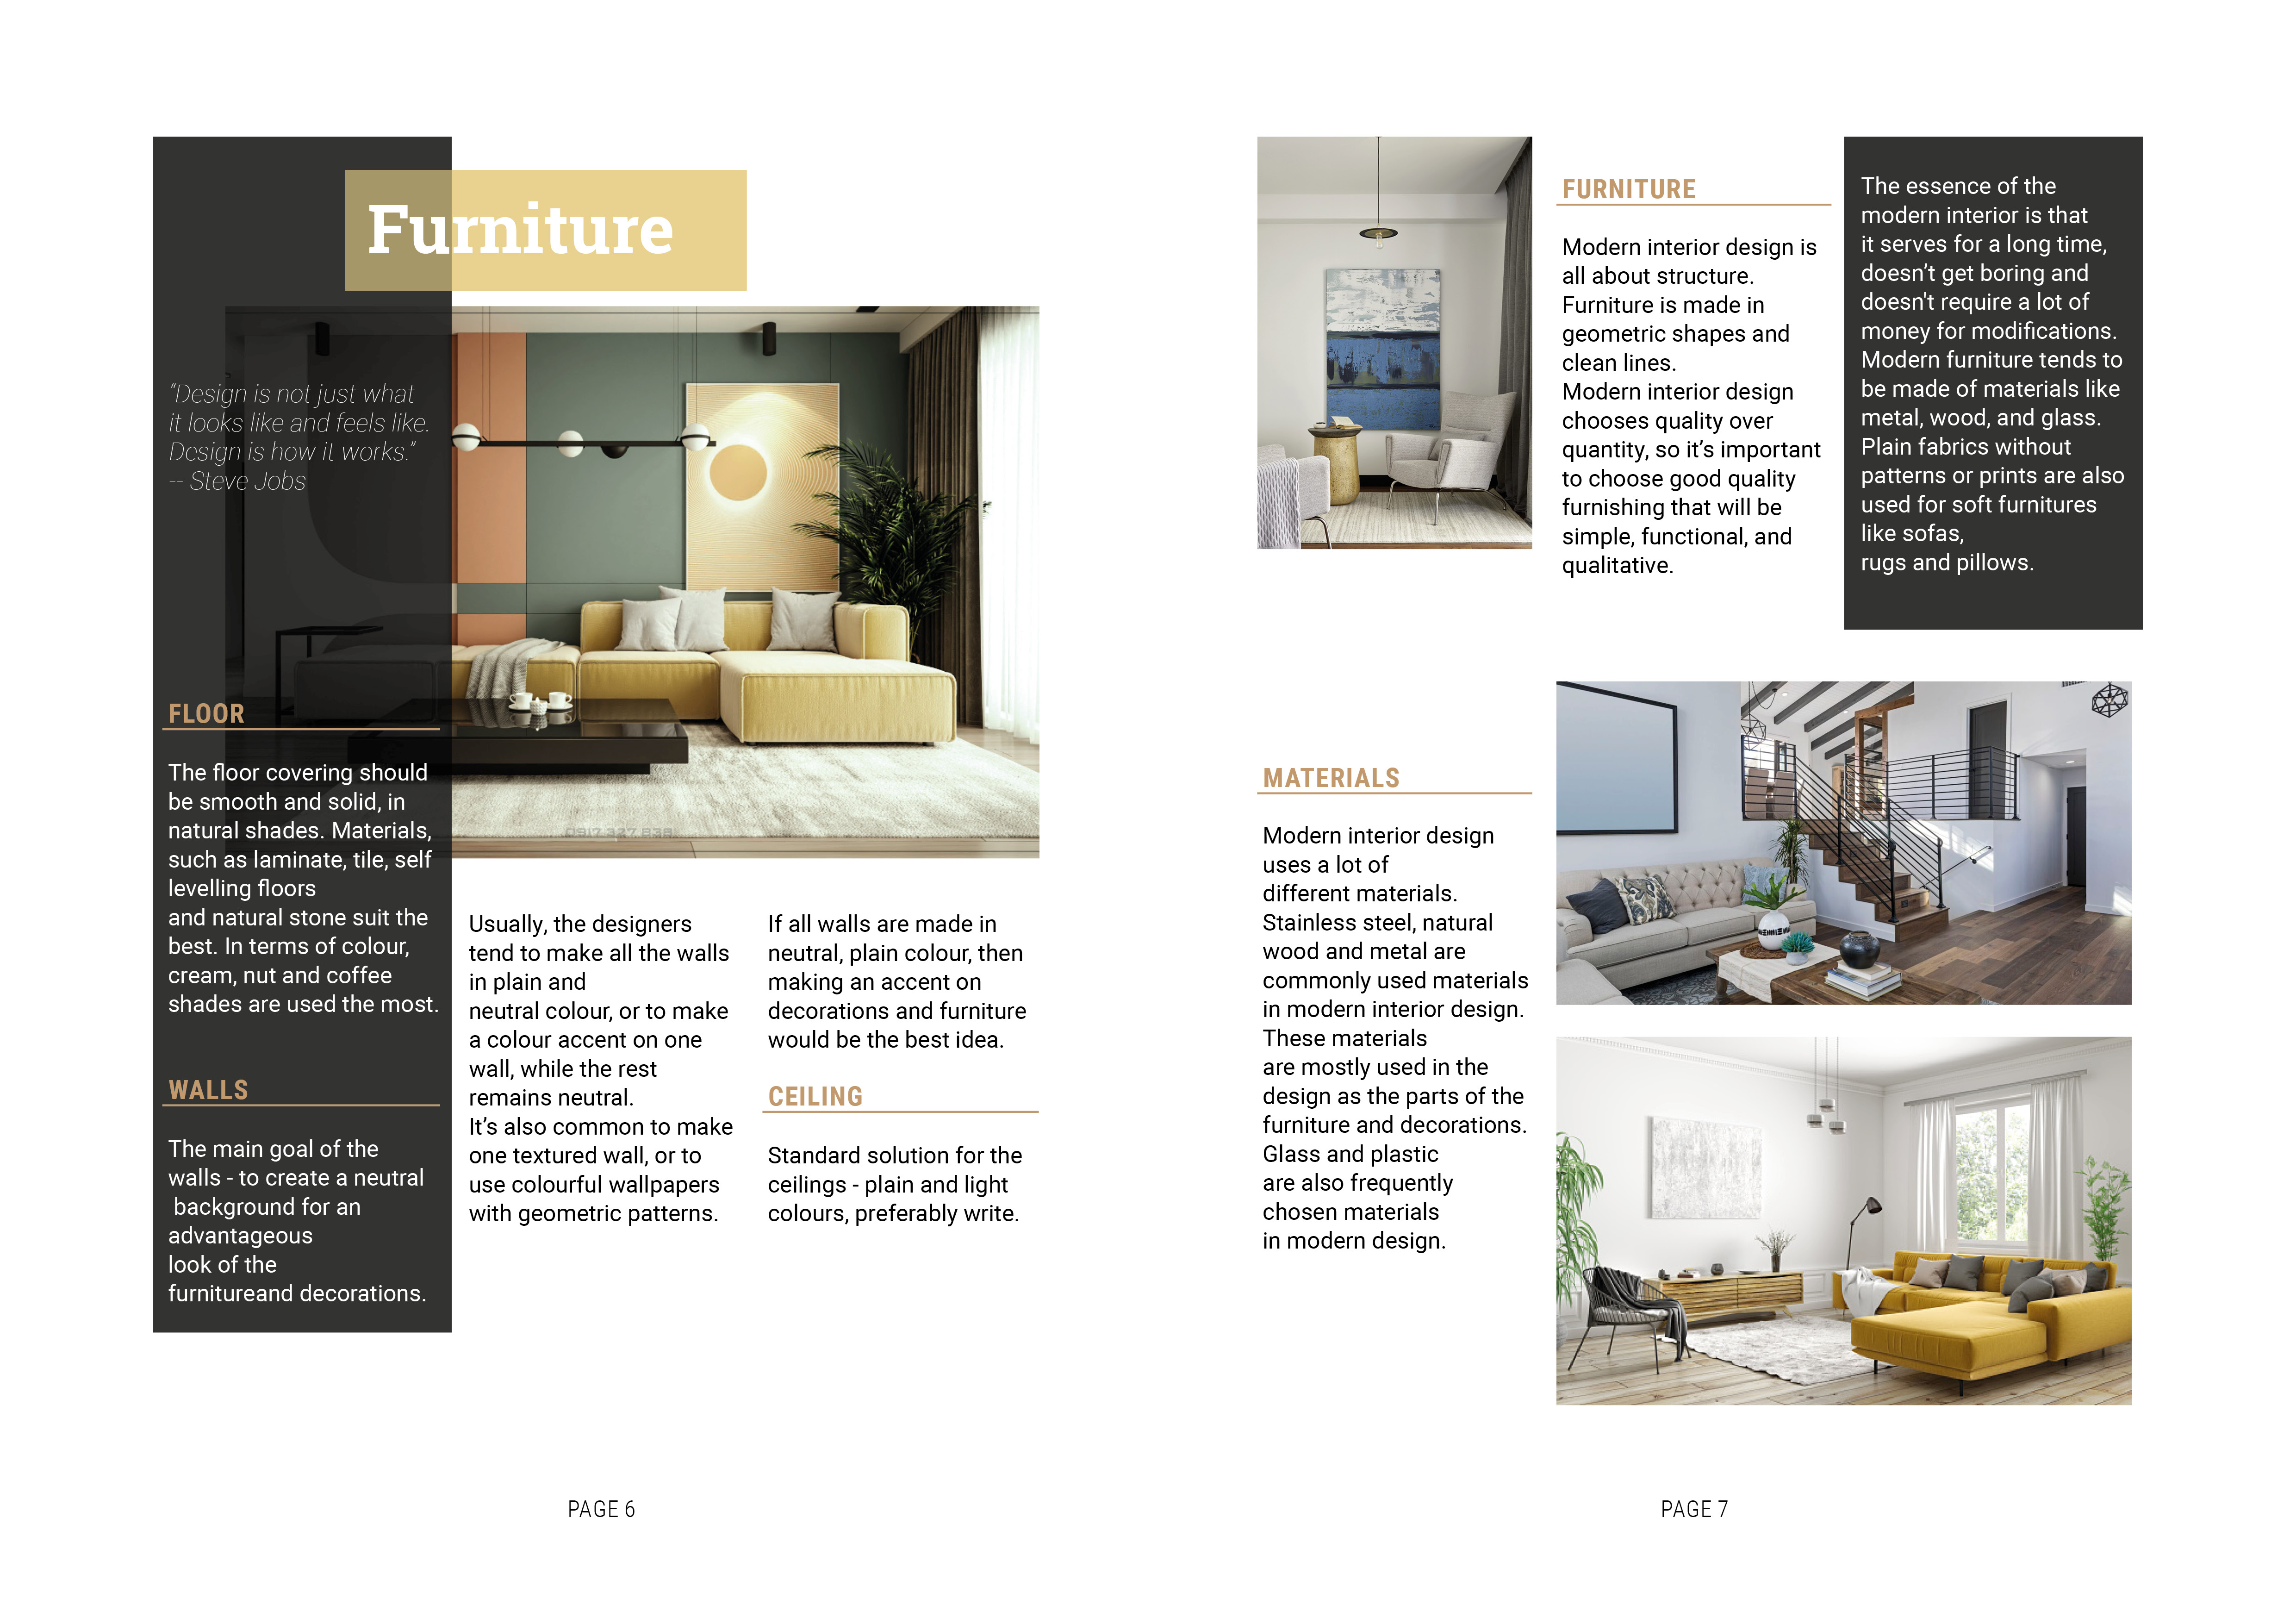 Furniture
“Design is not just what
it looks like and feels like.
Design is how it works.”
-- Steve Jobs
FLOOR
The floor covering should
be smooth and solid, in
natural shades. Materials,
such as laminate, tile, self
levelling floors
and natural stone suit the
best. In terms of colour,
cream, nut and coffee
shades are used the most.
WALLS
The main goal of the
walls - to create a neutral
background for an
advantageous
look of the
furnitureand decorations.
Usually, the designers
tend to make all the walls
in plain and
neutral colour, or to make
a colour accent on one
wall, while the rest
remains neutral.
It’s also common to make
one textured wall, or to
use colourful wallpapers
with geometric patterns.
If all walls are made in
neutral, plain colour, then
making an accent on
decorations and furniture
would be the best idea.
CEILING
Standard solution for the
ceilings - plain and light
colours, preferably write.
PAGE 6
FURNITURE
Modern interior design is
all about structure.
Furniture is made in
geometric shapes and
clean lines.
Modern interior design
chooses quality over
quantity, so it’s important
to choose good quality
furnishing that will be
simple, functional, and
qualitative.
The essence of the
modern interior is that
it serves for a long time,
doesn’t get boring and
doesn't require a lot of
money for modifications.
Modern furniture tends to
be made of materials like
metal, wood, and glass.
Plain fabrics without
patterns or prints are also
used for soft furnitures
like sofas,
rugs and pillows.
MATERIALS
Modern interior design
uses a lot of
different materials.
Stainless steel, natural
wood and metal are
commonly used materials
in modern interior design.
These materials
are mostly used in the
design as the parts of the
furniture and decorations.
Glass and plastic
are also frequently
chosen materials
in modern design.
PAGE 7